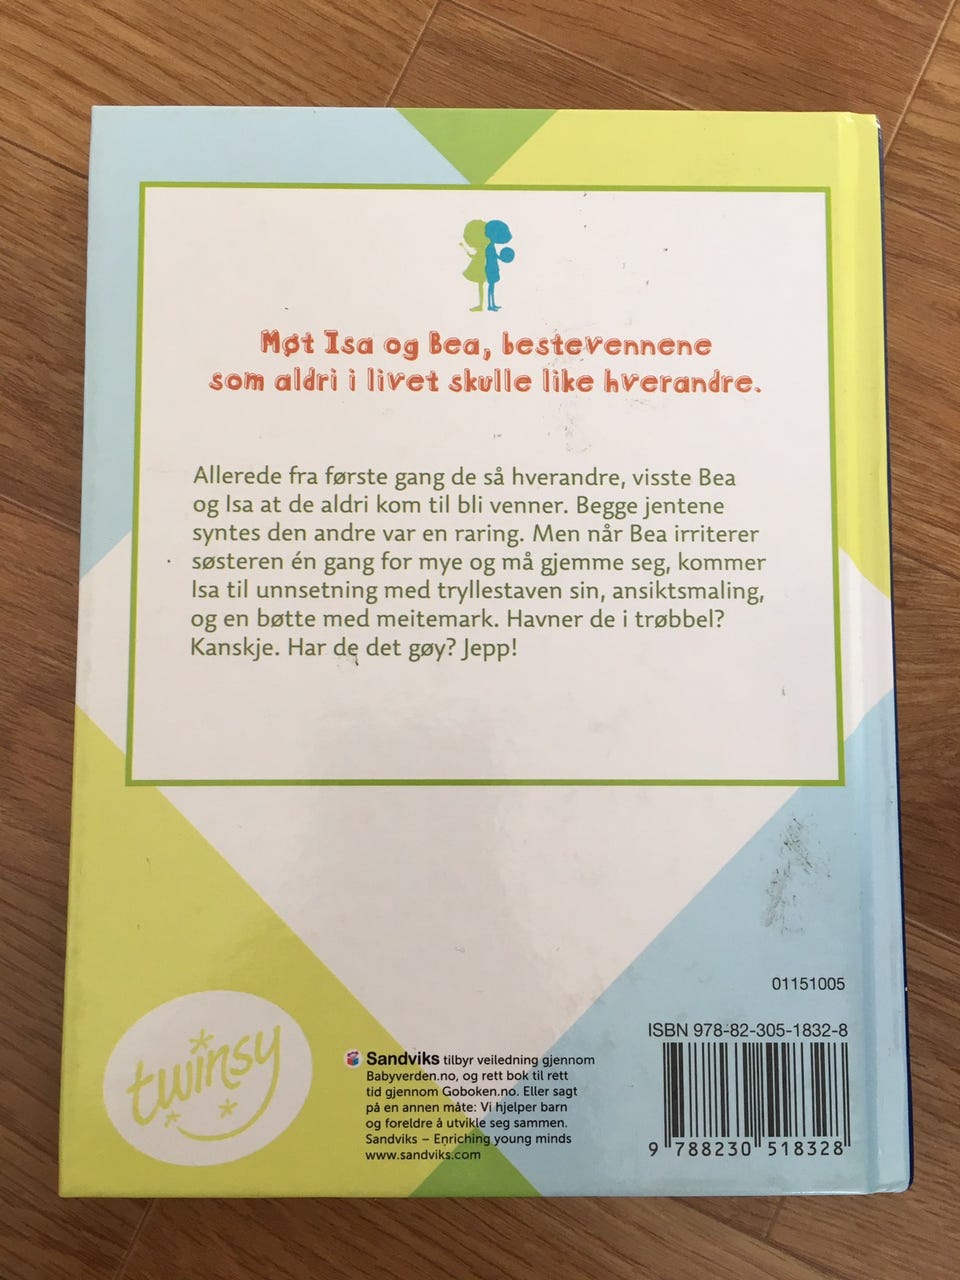 Møt Isa og Bea, bestevennene
som aldri i livet skulle like hverandre.
Allerede fra første gang de så hverandre, visste Bea
og Isa at de aldri kom til bli venner. Begge jentene
syntes den andre var en raring. Men når Bea irriterer
søsteren én gang for mye og må gjemme seg, kommer
Isa til unnsetning med tryllestaven sin, ansiktsmaling,
og en bøtte med meitemark. Havner de i trøbbel?
Kanskje. Har de det gøy? Jepp!
twinsy
Sandviks tilbyr veiledning gjennom
Babyverden.no, og rett bok til rett
tid gjennom Goboken.no. Eller sagt
på en annen måte: Vi hjelper barn
og foreldre å utvikle seg sammen.
Sandviks – Enriching young minds
www.sandviks.com
01151005
ISBN 978-82-305-1832-8
9 788230 518328